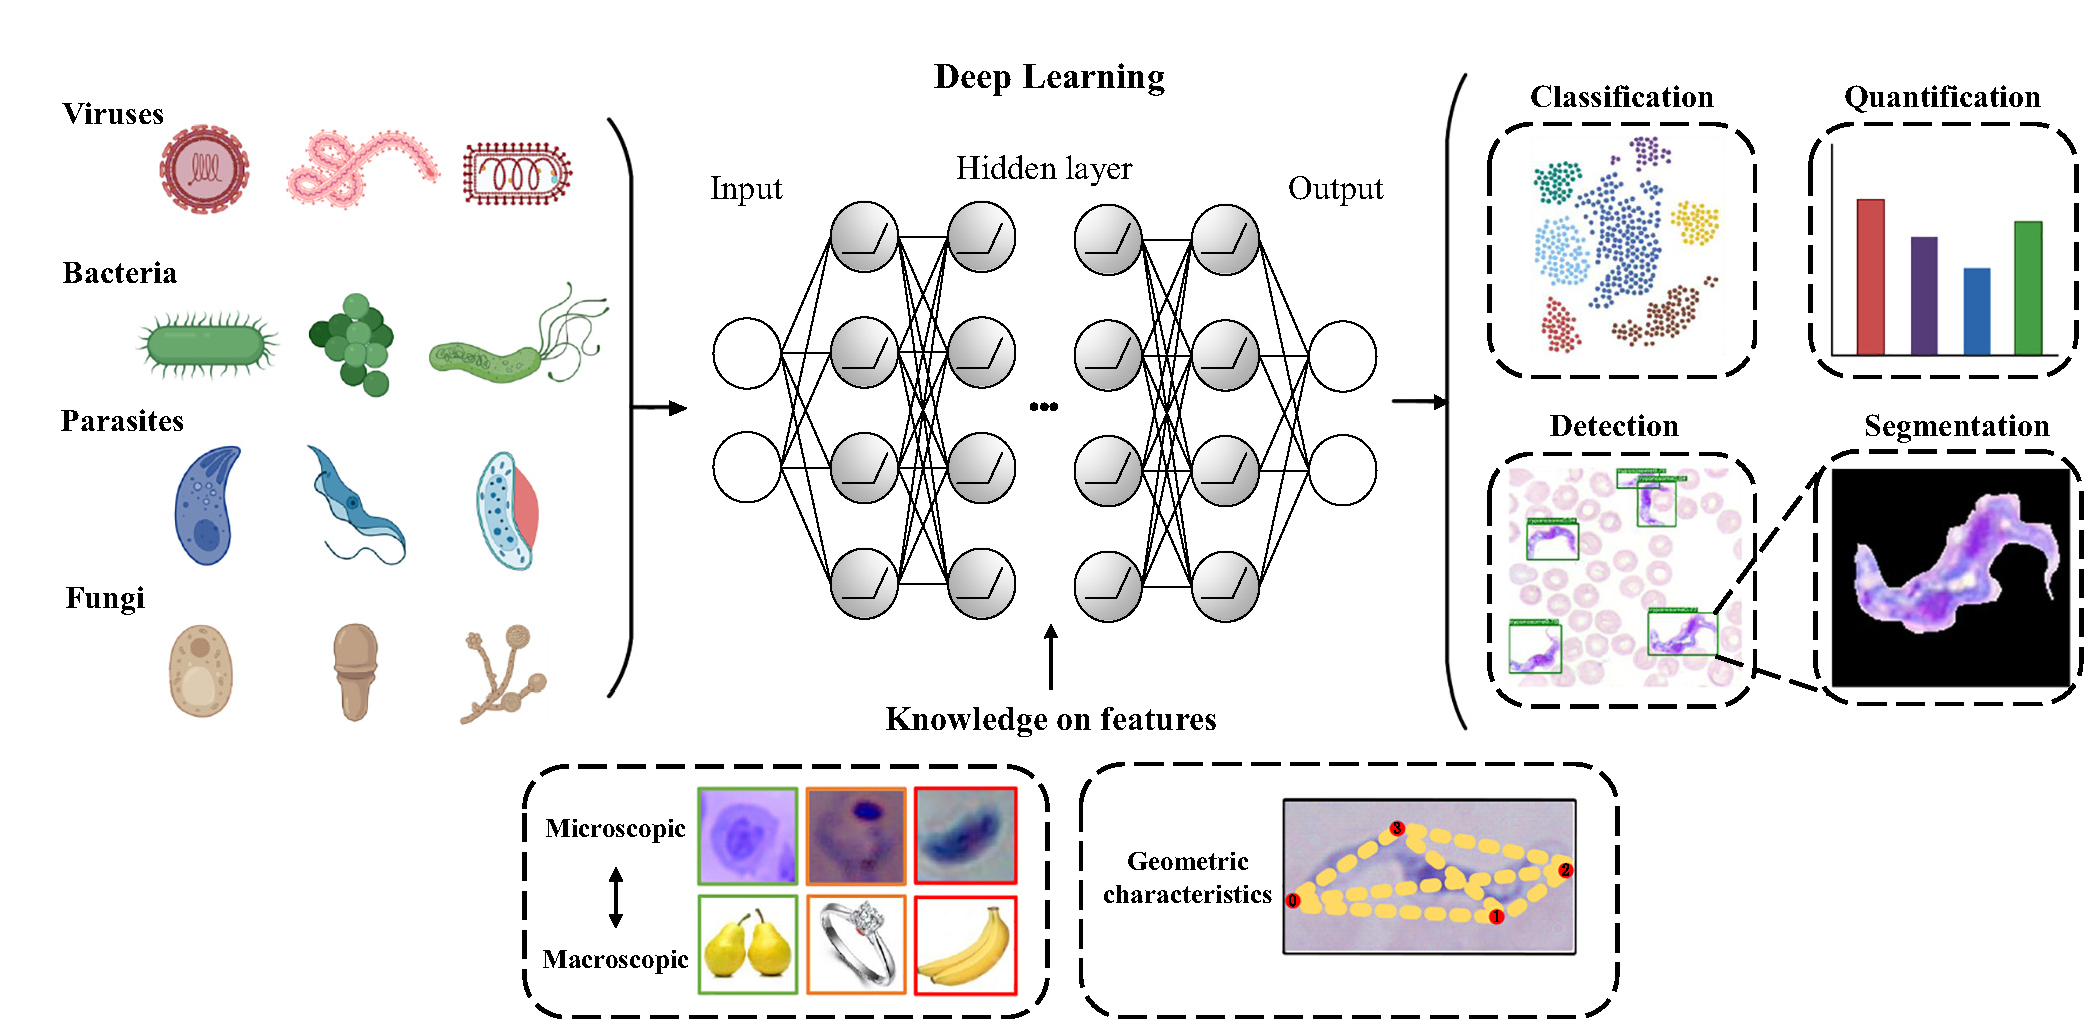 Deep Learning
Viruses
Bacteria
Parasites
Fungi
Input
Hidden layer
Output
Classification
Quantification
Detection
Segmentation
Knowledge on features
Microscopic
Macroscopic
Geometric
characteristics
0
1
2
3